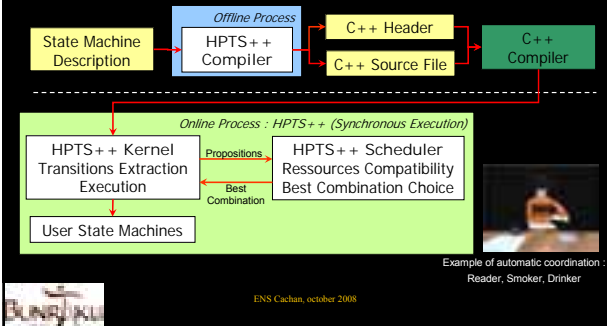 Offline Process
State Machine
Description
HPTS++
Compiler
C++ Header
C++ Source File
C++
Compiler
Online Process : HPTS++ (Synchronous Execution)
HPTS++ Kernel
Transitions Extraction
Execution
Propositions
Best
Combination
HPTS++ Scheduler
Ressources Compatibility
Best Combination Choice
User State Machines
Example of automatic coordination :
Reader, Smoker, Drinker
ENS Cachan, october 2008